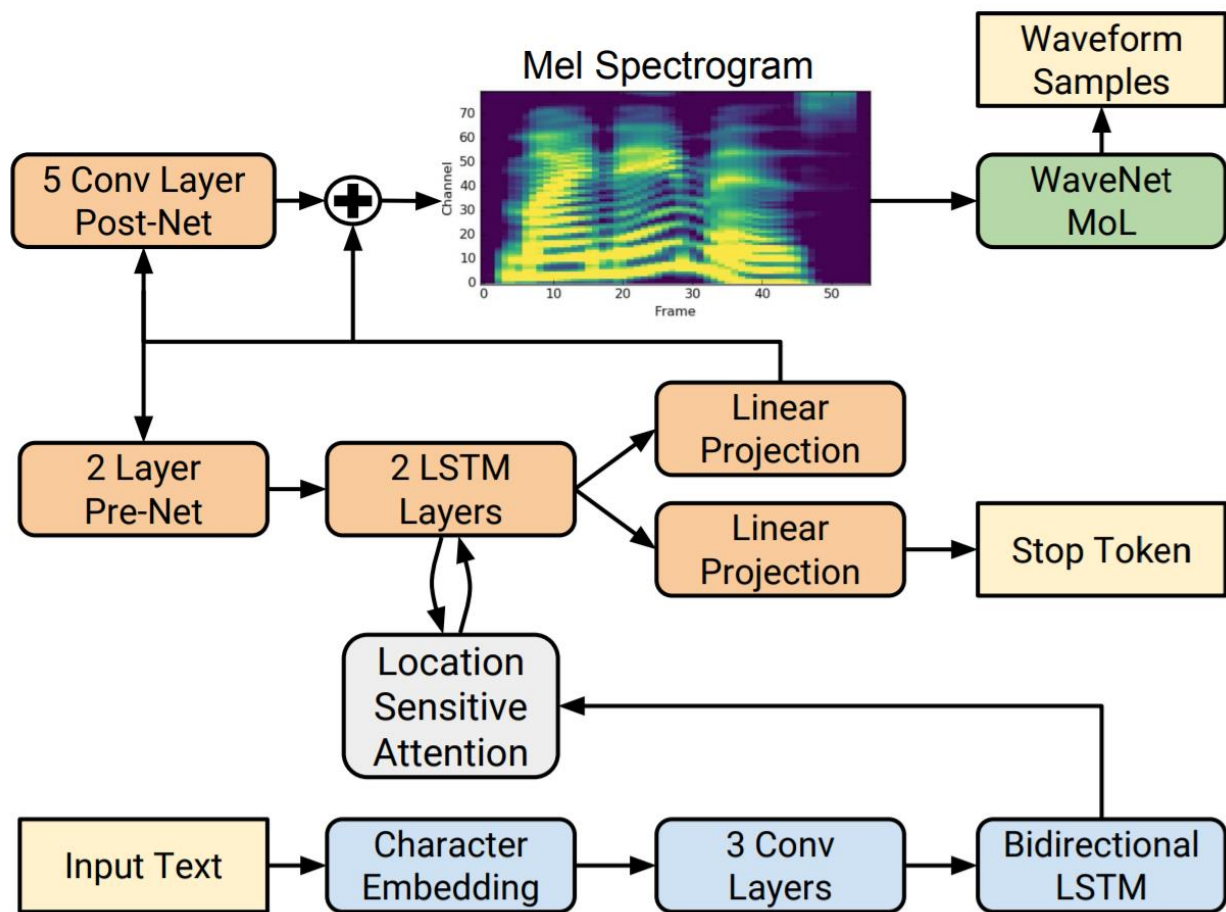 Waveform
Samples
Mel Spectrogram
70
60
50
40
30
20
10
0
Channel
0 10 20 30 40 50
Frame
5 Conv Layer
Post-Net
WaveNet
MoL
2 Layer
Pre-Net
2 LSTM
Layers
Linear
Projection
Linear
Projection
Stop Token
Location
Sensitive
Attention
Input Text
Character
Embedding
3 Conv
Layers
Bidirectional
LSTM